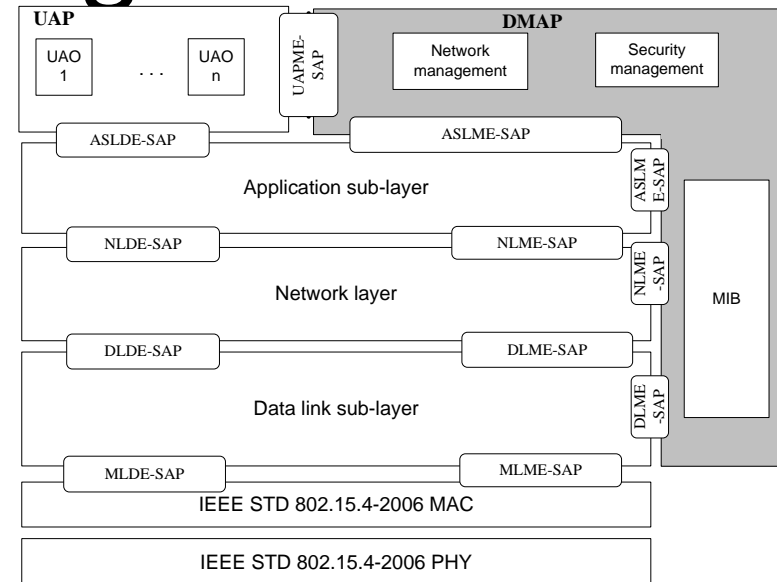 g
UAP
DMAP
UAO
1
. . .
UAO
n
UAPME-
SAP
Network
management
Security
management
ASLDE-SAP
ASLME-SAP
Application sub-layer
ASLM
E-SAP
NLDE-SAP
NLME-SAP
NLME
-SAP
Network layer
MIB
DLDE-SAP
DLME-SAP
Data link sub-layer
DLME
-SAP
MLDE-SAP
MLME-SAP
IEEE STD 802.15.4-2006 MAC
IEEE STD 802.15.4-2006 PHY